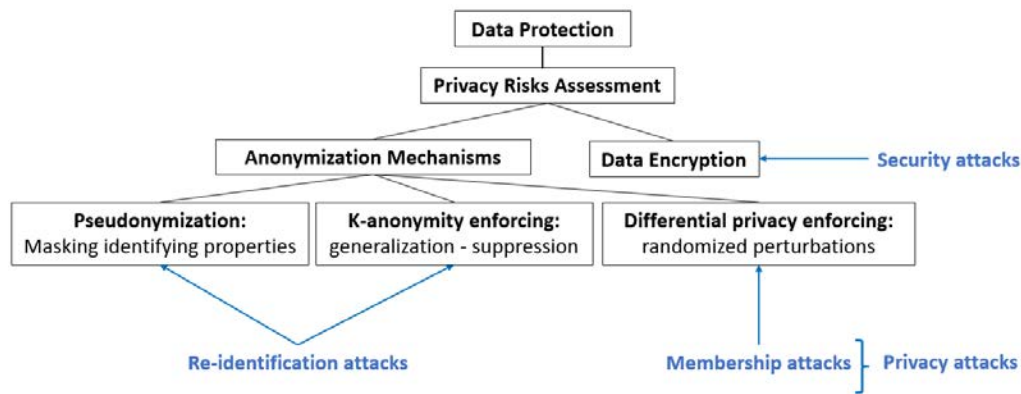 Data Protection
Privacy Risks Assessment
Anonymization Mechanisms
Data Encryption
Security attacks
Pseudonymization:
Masking identifying properties
K-anonymity enforcing:
generalization - suppression
Differential privacy enforcing:
randomized perturbations
Re-identification attacks
Membership attacks
Privacy attacks